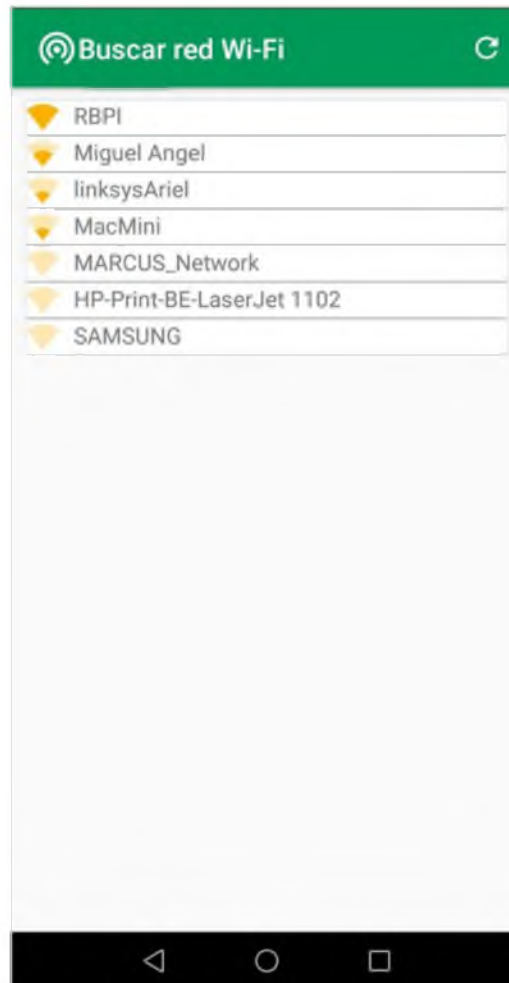 Buscar red Wi-Fi
RBPI
Miguel Angel
linksysAriel
MacMini
MARCUS_Network
HP-Print-BE-LaserJet 1102
SAMSUNG